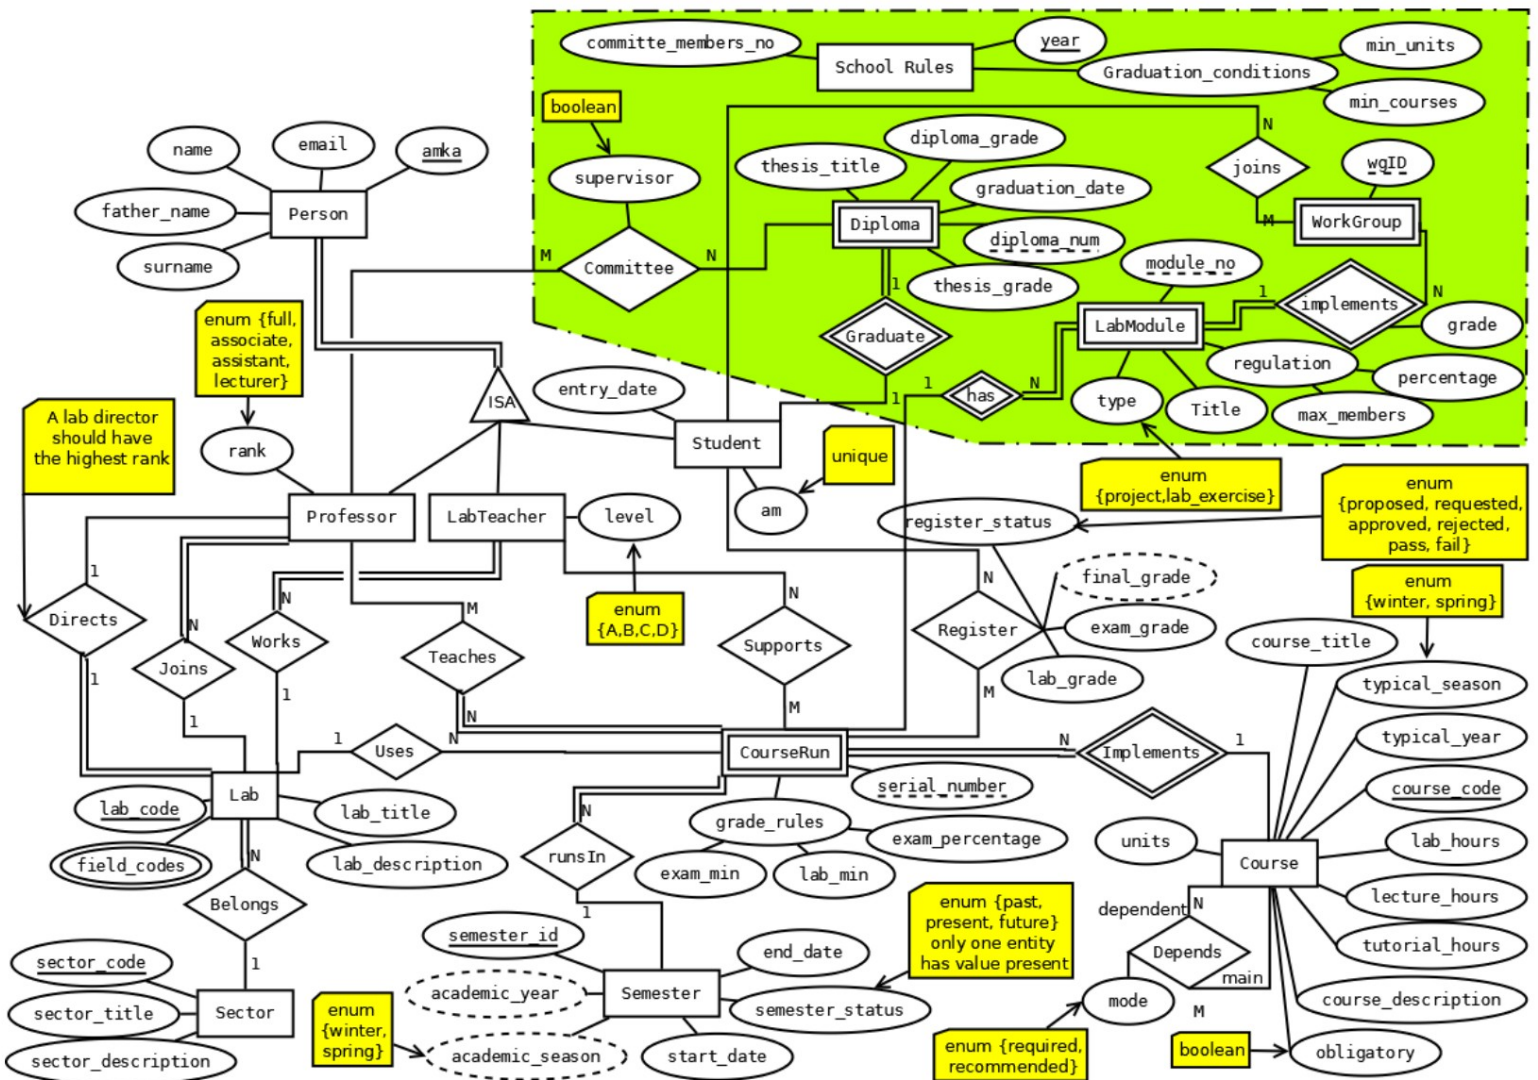 committe_members_no
School Rules
year
min_units
Graduation_conditions
min_courses
boolean
supervisor
thesis_title
diploma_grade
graduation_date
Diploma
diploma_num
thesis_grade
N
joins
M
wgID
WorkGroup
module_no
LabModule
1
implements
N
grade
regulation
percentage
max_members
type
Title
M
Committee
N
1
Graduate
1
1
has
N
name
email
amka
father_name
Person
surname
enum {full,
associate,
assistant,
lecturer}
A lab director
should have
the highest rank
rank
ISA
entry_date
Student
unique
am
enum
{project,lab_exercise}
enum
{proposed, requested,
approved, rejected,
pass, fail}
Professor
LabTeacher
level
register_status
enum
{A,B,C,D}
enum
{winter, spring}
1
Directs
1
N
Joins
1
N
Works
1
M
Teaches
N
N
Supports
M
N
Register
M
final_grade
exam_grade
lab_grade
course_title
typical_season
typical_year
course_code
lab_hours
lecture_hours
tutorial_hours
course_description
obligatory
boolean
units
Course
1
Uses
N
CourseRun
N
Implements
1
serial_number
grade_rules
exam_percentage
exam_min
lab_min
Lab
lab_code
lab_title
field_codes
lab_description
N
Belongs
1
N
runsIn
1
sector_code
sector_title
Sector
sector_description
semester_id
academic_year
academic_season
Semester
end_date
semester_status
start_date
enum
{winter,
spring}
enum {past,
present, future}
only one entity
has value present
dependent
N
Depends
main
M
mode
enum {required,
recommended}